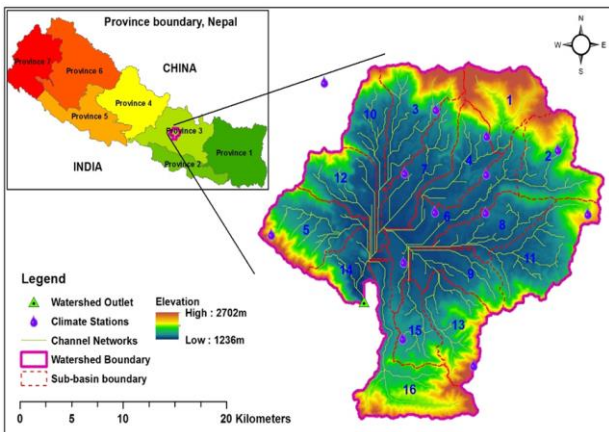 Province boundary, Nepal
CHINA
Province 7
Province 6
Province 5
Province 4
Province 3
Province 2
Province 1
INDIA
N
W E
S
1
2
3
4
5
6
7
8
9
10
11
12
13
14
15
16
Legend
Watershed Outlet
Climate Stations
Channel Networks
Watershed Boundary
Sub-basin boundary
Elevation
High : 2702m
Low : 1236m
0 5 10 20 Kilometers